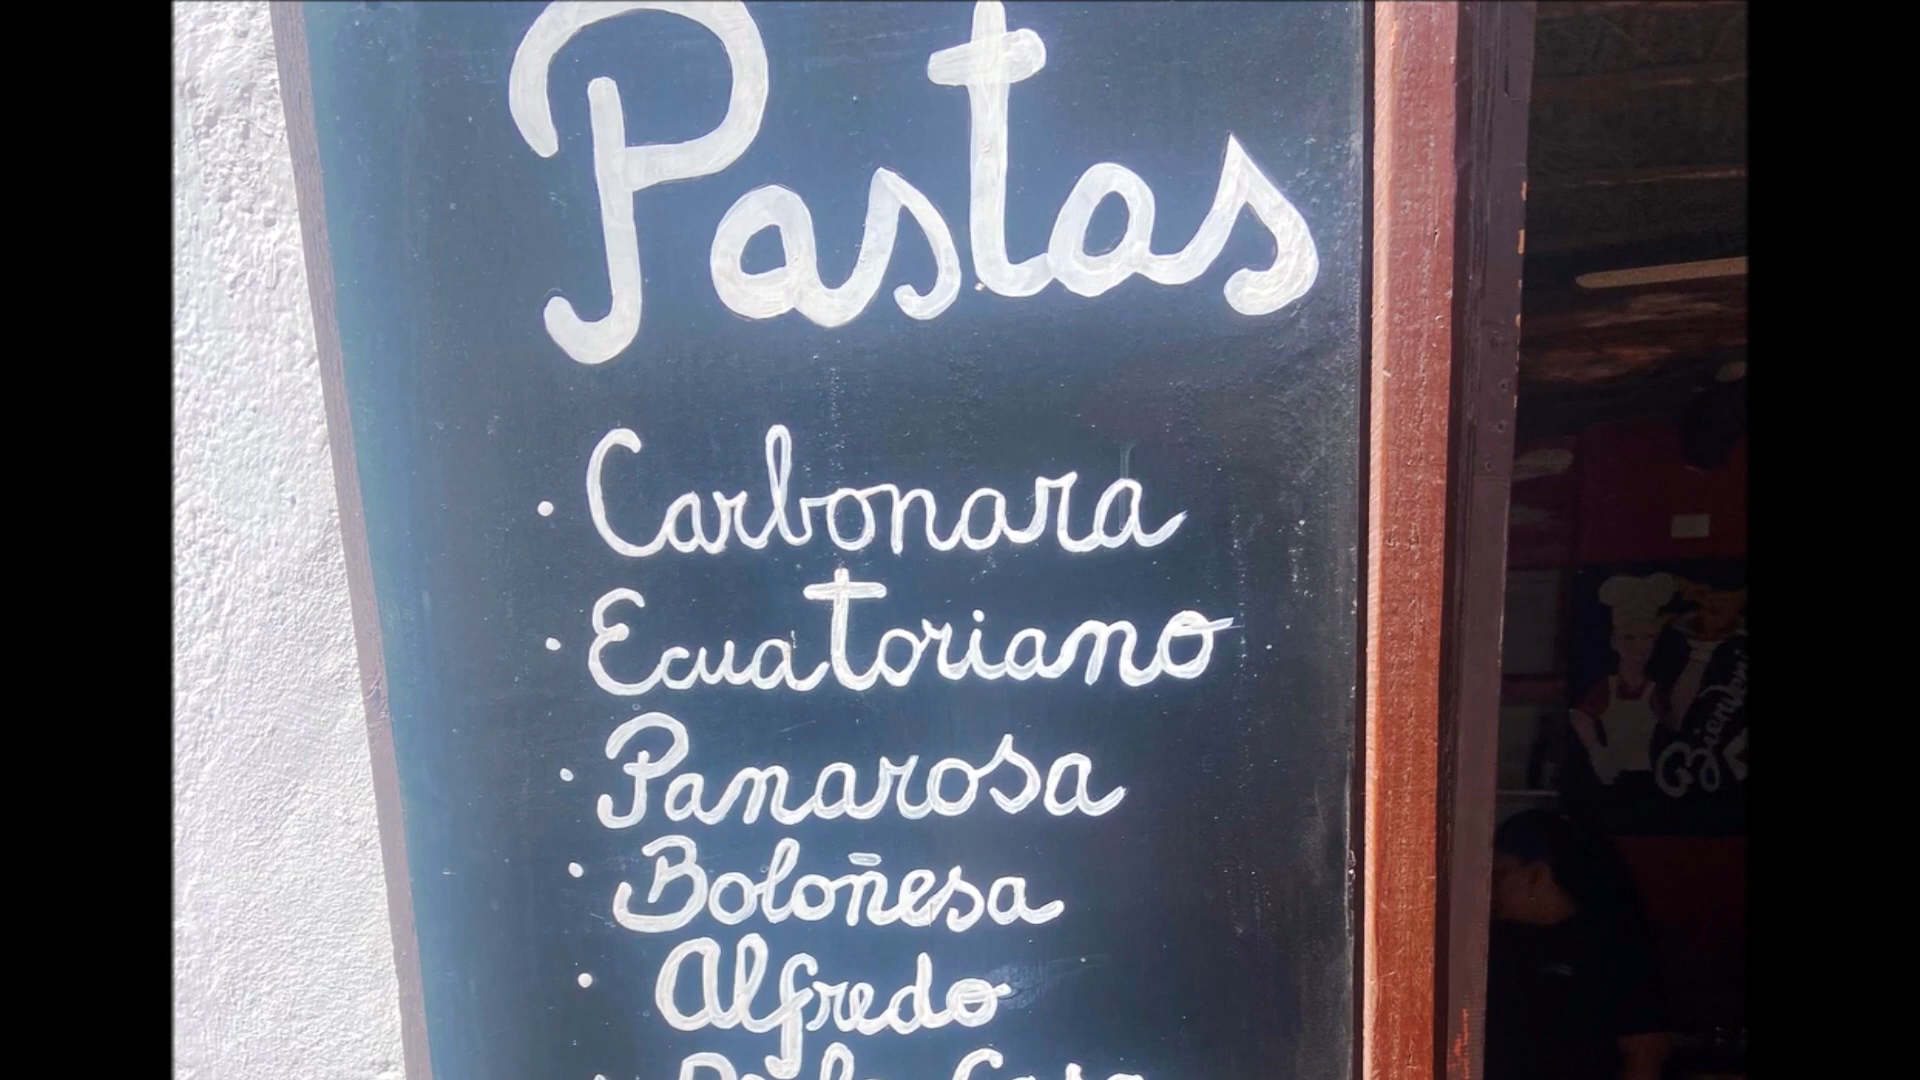 Pastas
· Carbonara
· Ecuatoriano
· Panarosa
· Boloñesa
· Alfredo